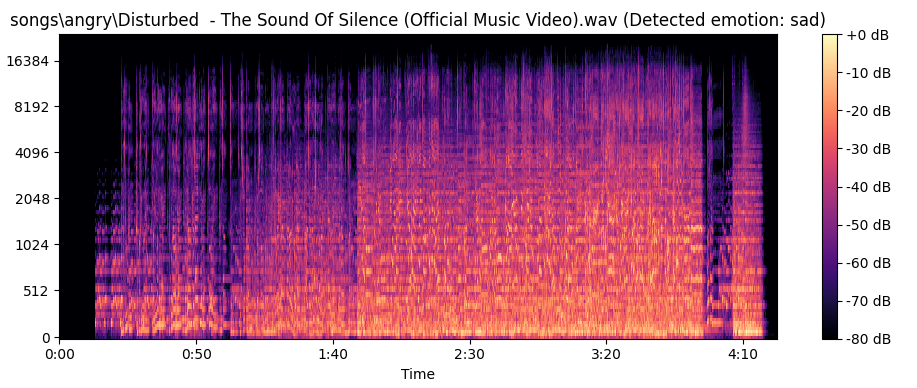 songs\angry\Disturbed  - The Sound Of Silence (Official Music Video).wav (Detected emotion: sad)
16384
8192
4096
2048
1024
512
0
0:00 0:50 1:40 2:30 3:20 4:10
Time
+0 dB
-10 dB
-20 dB
-30 dB
-40 dB
-50 dB
-60 dB
-70 dB
-80 dB